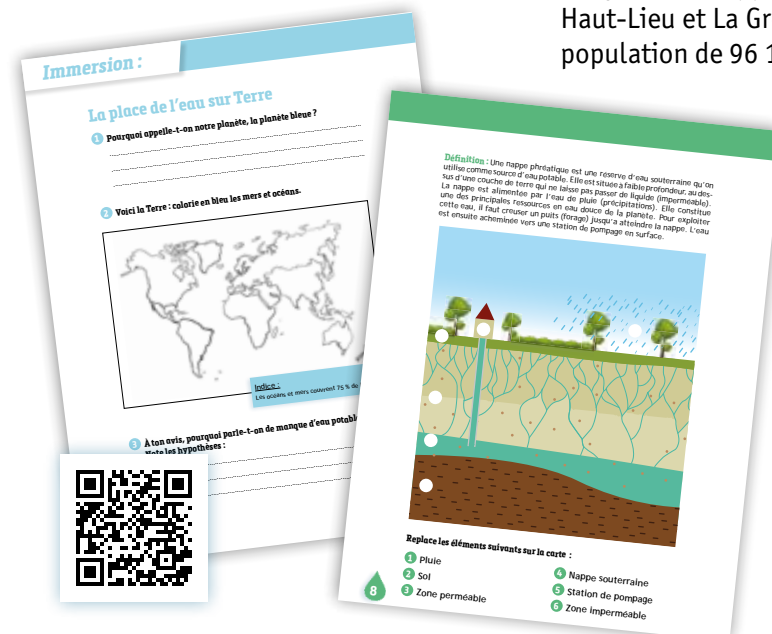 Haut-Lieu et La Gr
population de 96 1
Immersion :
La place de l'eau sur Terre
1 Pourquoi appelle-t-on notre planète, la planète bleue ?
2 Voici la Terre : colorie en bleu les mers et océans.
Indice :
Les océans et mers couvrent 75 % de
3 À ton avis, pourquoi parle-t-on de manque d'eau potabl
Note les hypothèses :
Définition : Une nappe phréatique est une réserve d'eau souterraine qu'on
utilise comme source d'eau potable. Elle est située à faible profondeur, au des-
sus d'une couche de terre qui ne laisse pas passer de liquide (imperméable).
La nappe est alimentée par l'eau de pluie (précipitations). Elle constitue
une des principales ressources en eau douce de la planète. Pour exploiter
cette eau, il faut creuser un puits (forage) jusqu'à atteindre la nappe. L'eau
est ensuite acheminée vers une station de pompage en surface.
Replace les éléments suivants sur la carte :
1 Pluie
2 Sol
3 Zone perméable
4 Nappe souterraine
5 Station de pompage
6 Zone imperméable
8